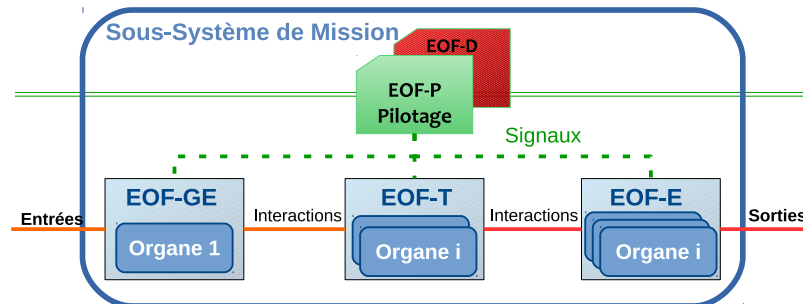 Sous-Système de Mission
EOF-D
EOF-P
Pilotage
Signaux
EOF-GE
EOF-T
EOF-E
Entrées
Interactions
Interactions
Sorties
Organe 1
Organe i
Organe i